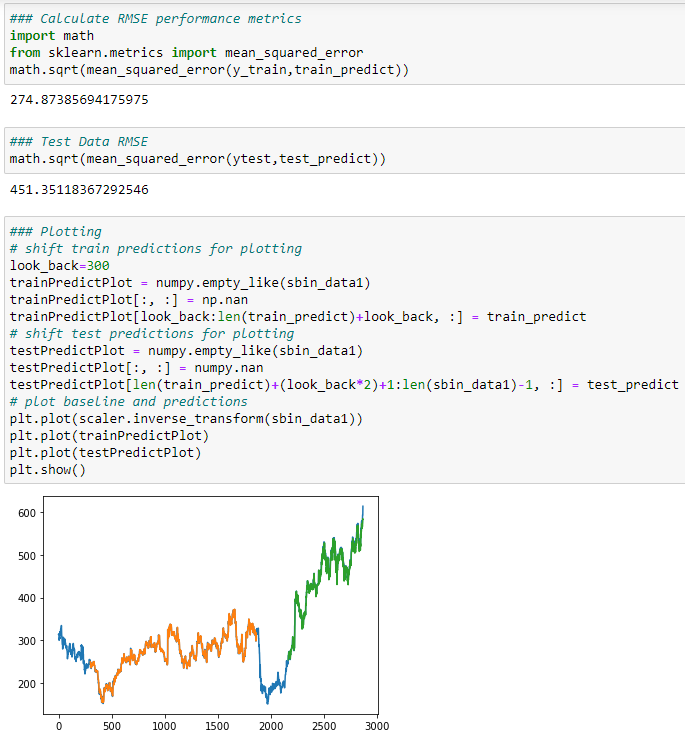 ### Calculate RMSE performance metrics
import math
from sklearn.metrics import mean_squared_error
math.sqrt(mean_squared_error(y_train,train_predict))
274.87385694175975
### Test Data RMSE
math.sqrt(mean_squared_error(ytest,test_predict))
451.35118367292546
### Plotting
# shift train predictions for plotting
look_back=300
trainPredictPlot = numpy.empty_like(sbin_data1)
trainPredictPlot[:, :] = np.nan
trainPredictPlot[look_back:len(train_predict)+look_back, :] = train_predict
# shift test predictions for plotting
testPredictPlot = numpy.empty_like(sbin_data1)
testPredictPlot[:, :] = numpy.nan
testPredictPlot[len(train_predict)+(look_back*2)+1:len(sbin_data1)-1, :] = test_predict
# plot baseline and predictions
plt.plot(scaler.inverse_transform(sbin_data1))
plt.plot(trainPredictPlot)
plt.plot(testPredictPlot)
plt.show()
600
500
400
300
200
0 500 1000 1500 2000 2500 3000